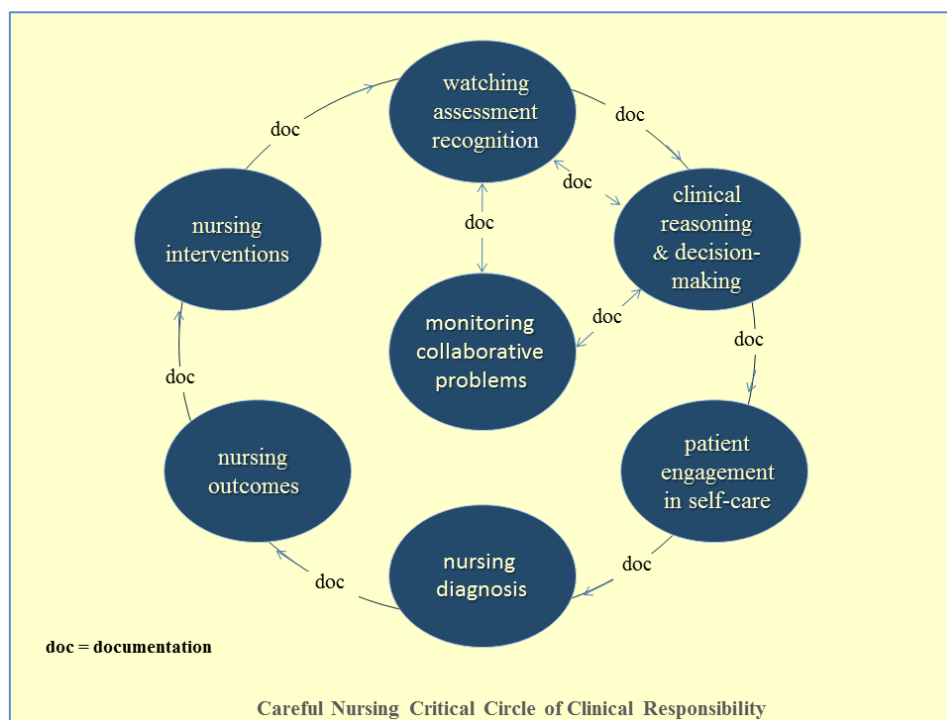 watching
assessment
recognition
doc
doc
doc
clinical
reasoning
& decision-
making
nursing
interventions
doc
doc
monitoring
collaborative
problems
doc
doc
nursing
outcomes
patient
engagement
in self-care
nursing
diagnosis
doc
doc
doc = documentation
Careful Nursing Critical Circle of Clinical Responsibility